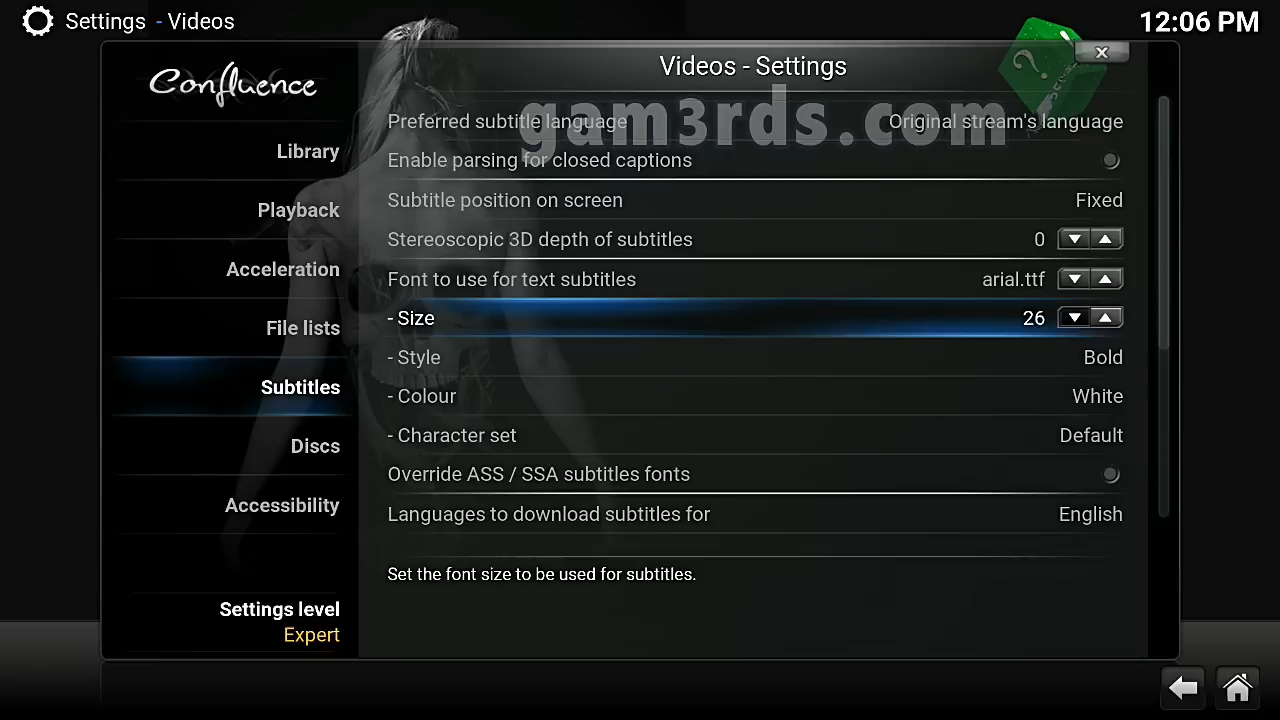 Settings - Videos
12:06 PM
Confluence
Videos - Settings
gam3rds.com
Library
Playback
Acceleration
File lists
Subtitles
Discs
Accessibility
Settings level
Expert
Preferred subtitle language Original stream's language
Enable parsing for closed captions
Subtitle position on screen Fixed
Stereoscopic 3D depth of subtitles 0
Font to use for text subtitles arial.ttf
- Size 26
- Style Bold
- Colour White
- Character set Default
Override ASS / SSA subtitles fonts
Languages to download subtitles for English
Set the font size to be used for subtitles.